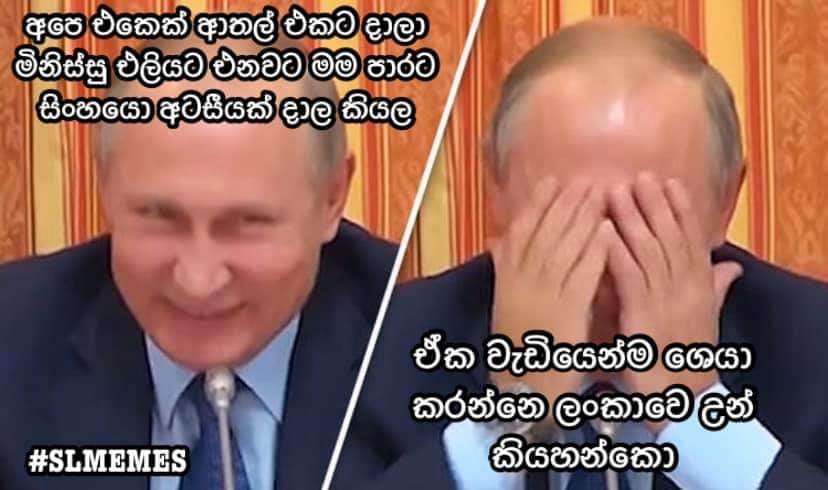 අපෙ එකෙක් ආතල් එකට දාලා
මිනිස්සු එලියට එනවට මම පාරට
සිංහයො අටසීයක් දාල කියල
ඒක වැඩියෙන්ම ශෙයා
කරන්නෙ ලංකාවෙ උන්
කියහන්කො
#SLMEMES